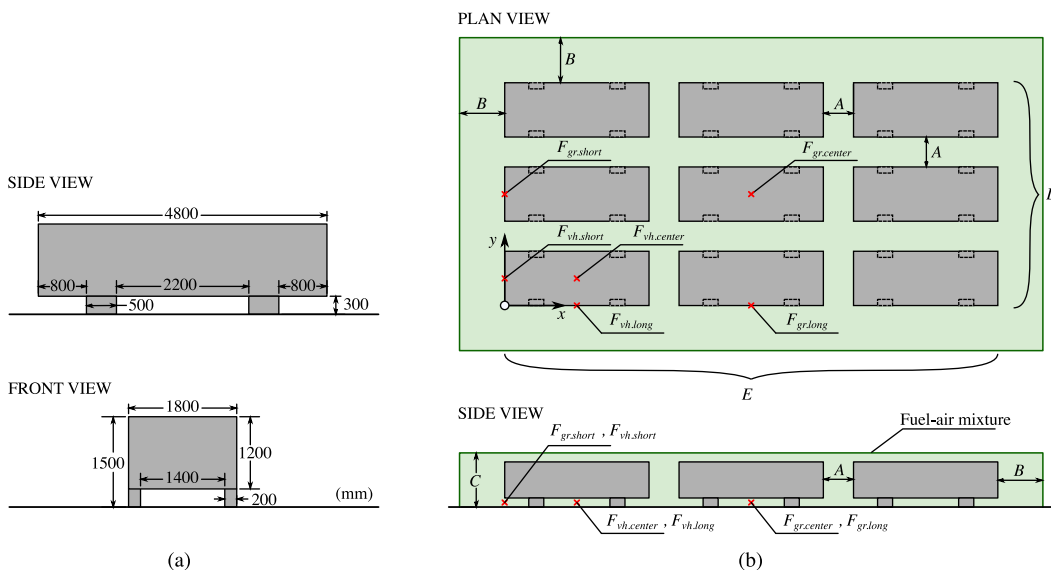 SIDE VIEW
4800
800
2200
800
500
300
FRONT VIEW
1800
1500
1400
1200
200
(mm)
(a)
PLAN VIEW
B
B
A
A
F_gr.short
F_gr.center
F_vh.short
F_vh.center
y
x
F_vh.long
F_gr.long
E
SIDE VIEW
F_gr.short , F_vh.short
Fuel-air mixture
C
A
B
F_vh.center , F_vh.long
F_gr.center , F_gr.long
(b)